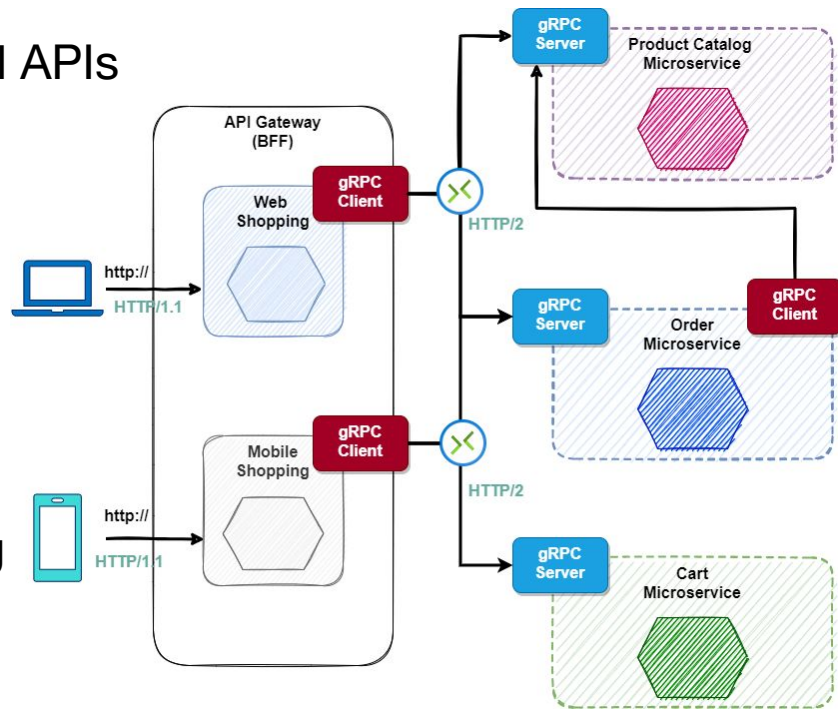 APIs
API Gateway
(BFF)
Web
Shopping
gRPC
Client
http://
HTTP/1.1
Mobile
Shopping
gRPC
Client
http://
HTTP/1.1
HTTP/2
HTTP/2
gRPC
Server
Product Catalog
Microservice
gRPC
Server
Order
Microservice
gRPC
Client
gRPC
Server
Cart
Microservice